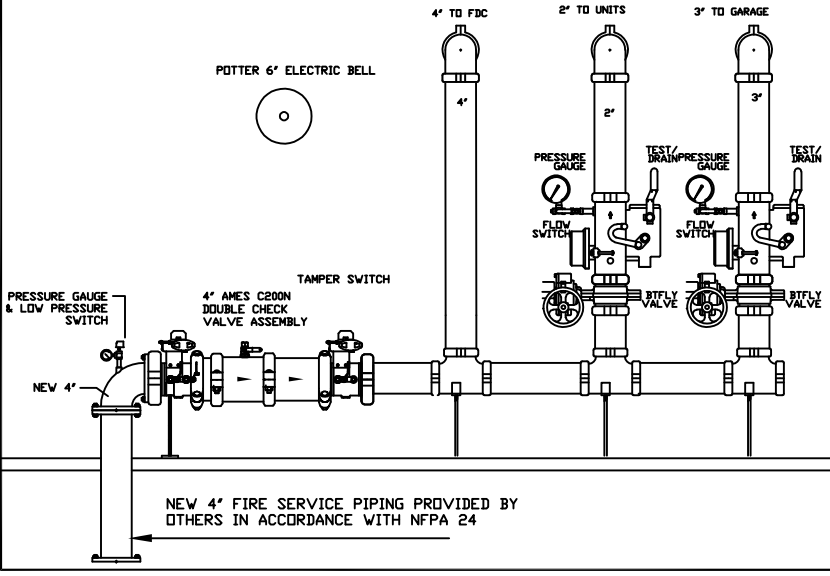 4" TO FDC
2" TO UNITS
3" TO GARAGE
POTTER 6" ELECTRIC BELL
4"
2"
3"
PRESSURE
GAUGE
TEST/
DRAIN
PRESSURE
GAUGE
TEST/
DRAIN
FLOW
SWITCH
FLOW
SWITCH
TAMPER SWITCH
PRESSURE GAUGE
& LOW PRESSURE
SWITCH
4" AMES C200N
DOUBLE CHECK
VALVE ASSEMBLY
BTFLY
VALVE
BTFLY
VALVE
NEW 4"
NEW 4" FIRE SERVICE PIPING PROVIDED BY
OTHERS IN ACCORDANCE WITH NFPA 24